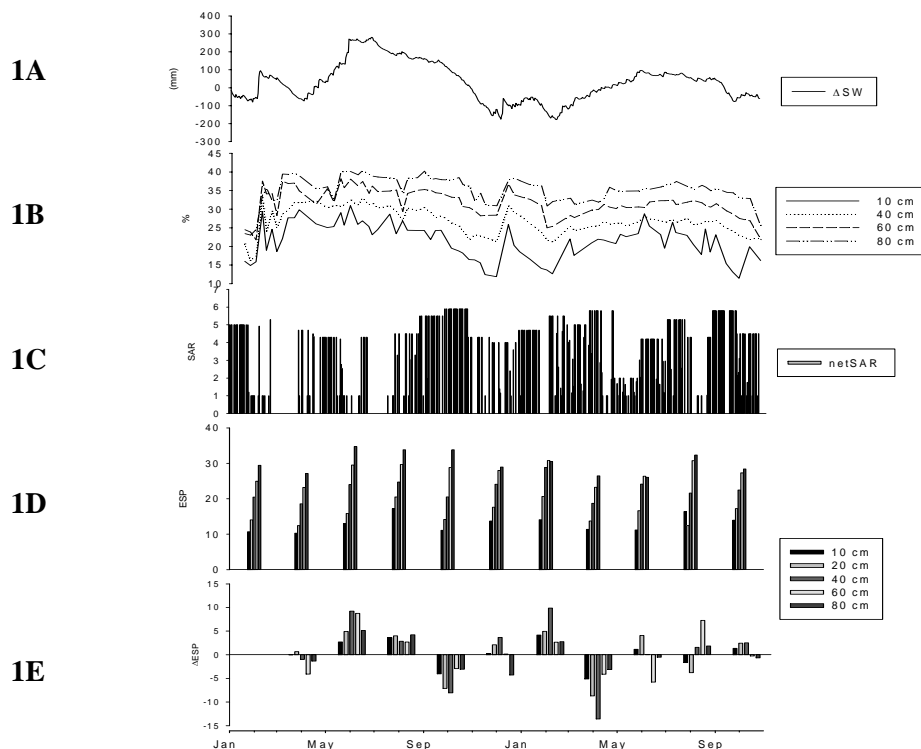 1A
400
300
200
100
0
-100
-200
-300
(mm)
Δ SW
1B
45
40
35
30
25
20
15
10
%
10 cm
40 cm
60 cm
80 cm
1C
7
6
5
4
3
2
1
0
SAR
netSAR
1D
40
30
20
10
0
ESP
10 cm
20 cm
40 cm
60 cm
80 cm
1E
15
10
5
0
-5
-10
-15
ΔESP
Jan May Sep Jan May Sep